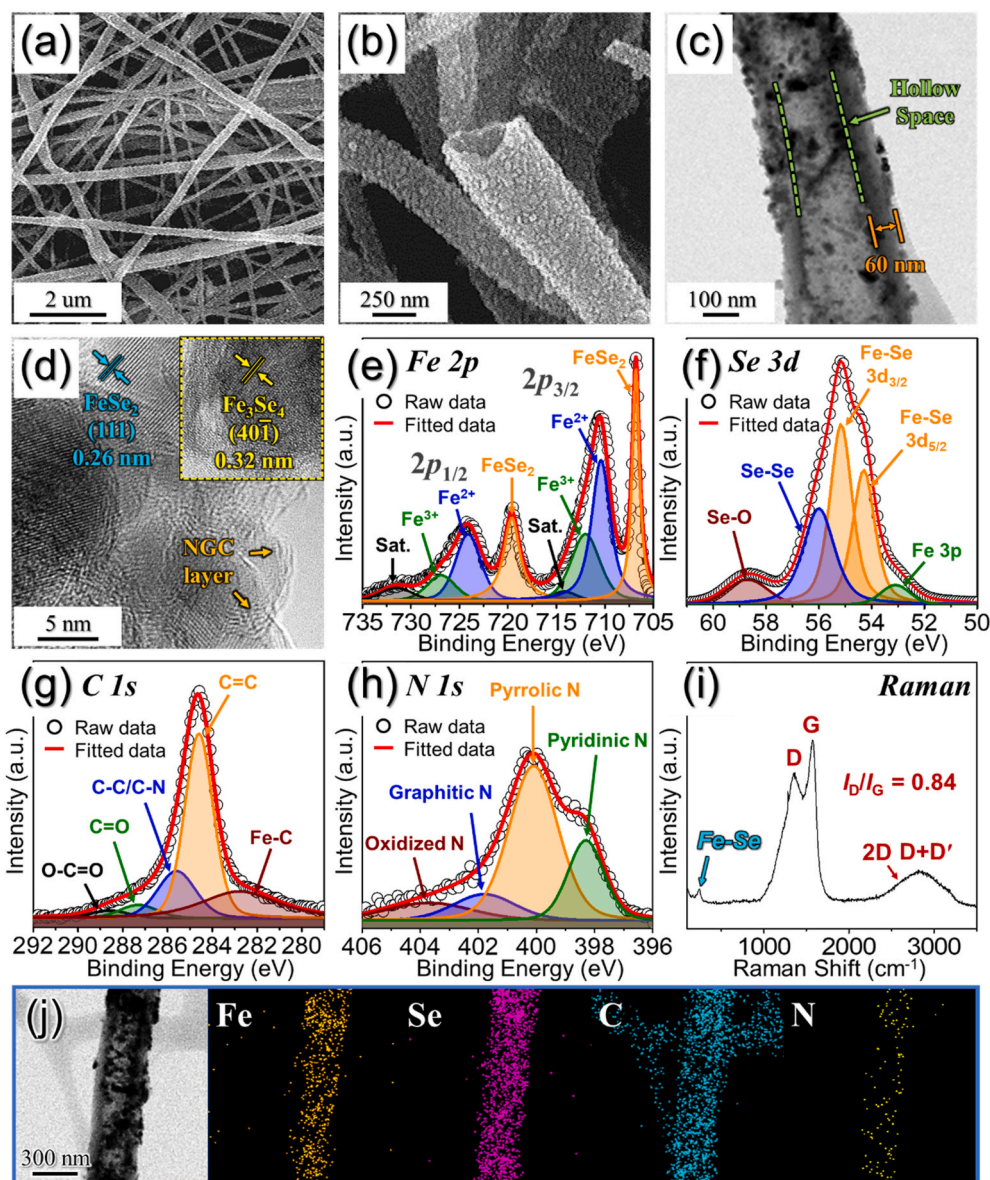 (a)
2 um
(b)
250 nm
(c)
Hollow
Space
60 nm
100 nm
(d)
FeSe₂
(111)
0.26 nm
Fe₃Se₄
(401̅)
0.32 nm
NGC
layer
5 nm
(e) Fe 2p
Raw data
Fitted data
2p₃/₂
FeSe₂
Fe²⁺
Fe³⁺
Sat.
2p₁/₂
FeSe₂
Fe²⁺
Fe³⁺
Sat.
Intensity (a.u.)
735 730 725 720 715 710 705
Binding Energy (eV)
(f) Se 3d
Raw data
Fitted data
Fe-Se
3d₃/₂
Fe-Se
3d₅/₂
Se-Se
Se-O
Fe 3p
Intensity (a.u.)
60 58 56 54 52 50
Binding Energy (eV)
(g) C 1s
C=C
Raw data
Fitted data
C-C/C-N
C=O
O-C=O
Fe-C
Intensity (a.u.)
292 290 288 286 284 282 280
Binding Energy (eV)
(h) N 1s
Pyrrolic N
Raw data
Fitted data
Pyridinic N
Graphitic N
Oxidized N
Intensity (a.u.)
406 404 402 400 398 396
Binding Energy (eV)
(i) Raman
D
G
I_D/I_G = 0.84
Fe-Se
2D D+D′
Intensity (a.u.)
1000 2000 3000
Raman Shift (cm⁻¹)
(j)
300 nm
Fe
Se
C
N